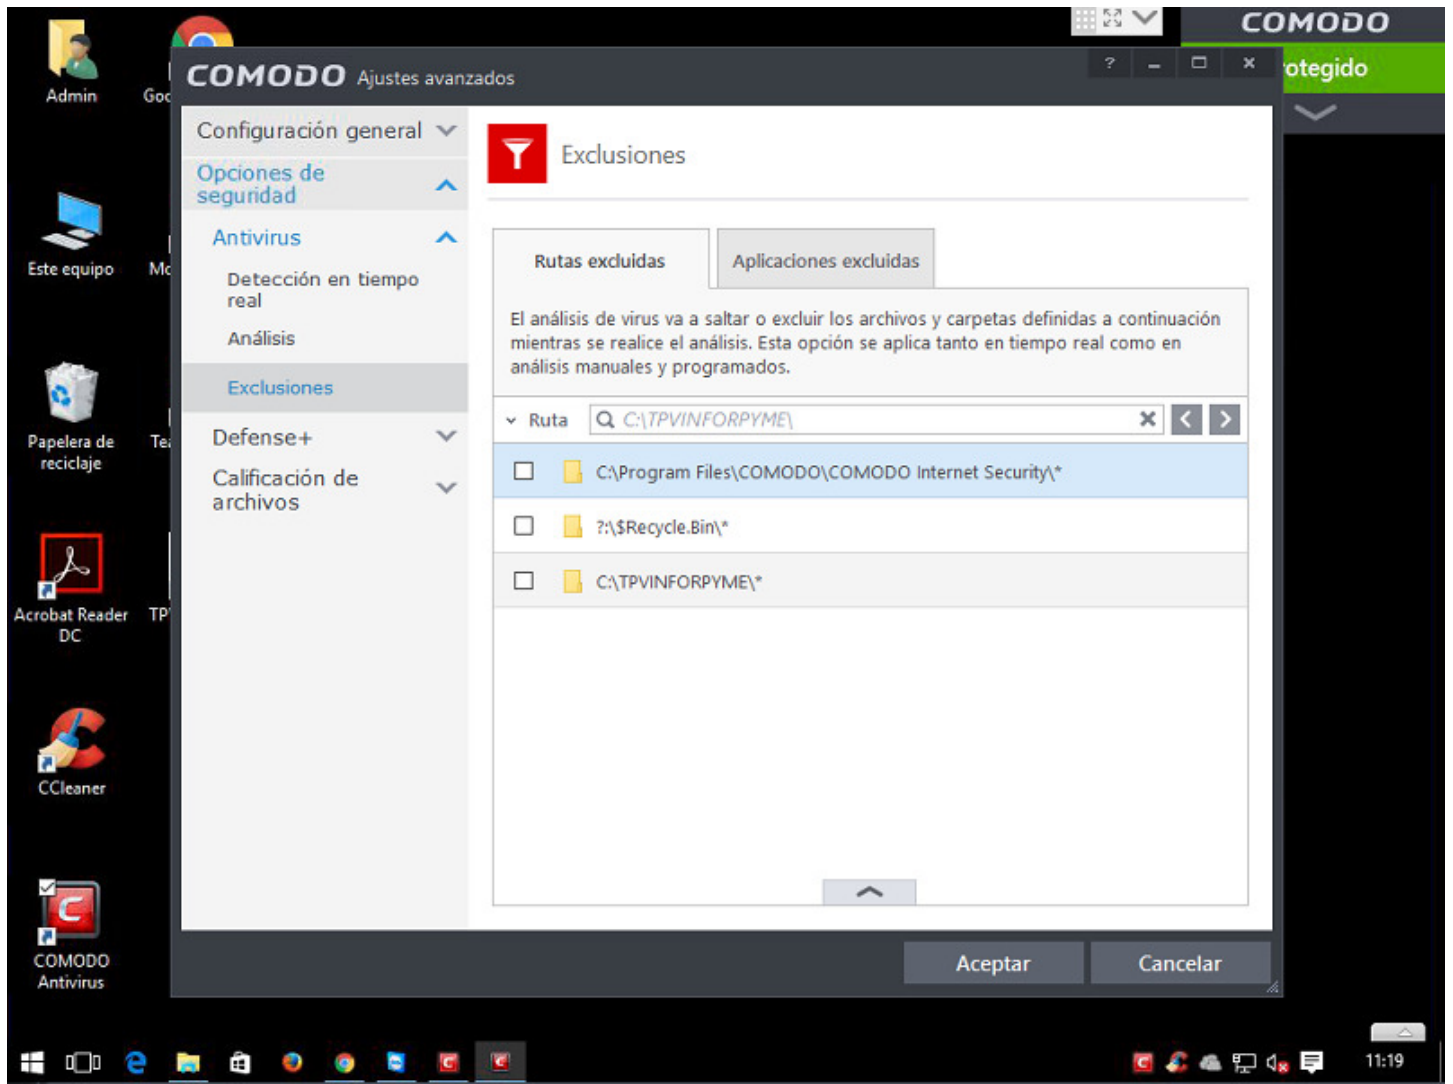 COMODO
otegido
COMODO Ajustes avanzados
?
Configuración general
Opciones de
seguridad
Antivirus
Detección en tiempo
real
Análisis
Exclusiones
Defense+
Calificación de
archivos
Exclusiones
Rutas excluidas
Aplicaciones excluidas
El análisis de virus va a saltar o excluir los archivos y carpetas definidas a continuación
mientras se realice el análisis. Esta opción se aplica tanto en tiempo real como en
análisis manuales y programados.
Ruta
C:\TPVINFORPYME\
C:\Program Files\COMODO\COMODO Internet Security\*
?:\$Recycle.Bin\*
C:\TPVINFORPYME\*
Aceptar
Cancelar
Admin
Goo
Este equipo
Mo
Papelera de
reciclaje
Tea
Acrobat Reader
DC
TP
CCleaner
COMODO
Antivirus
11:19